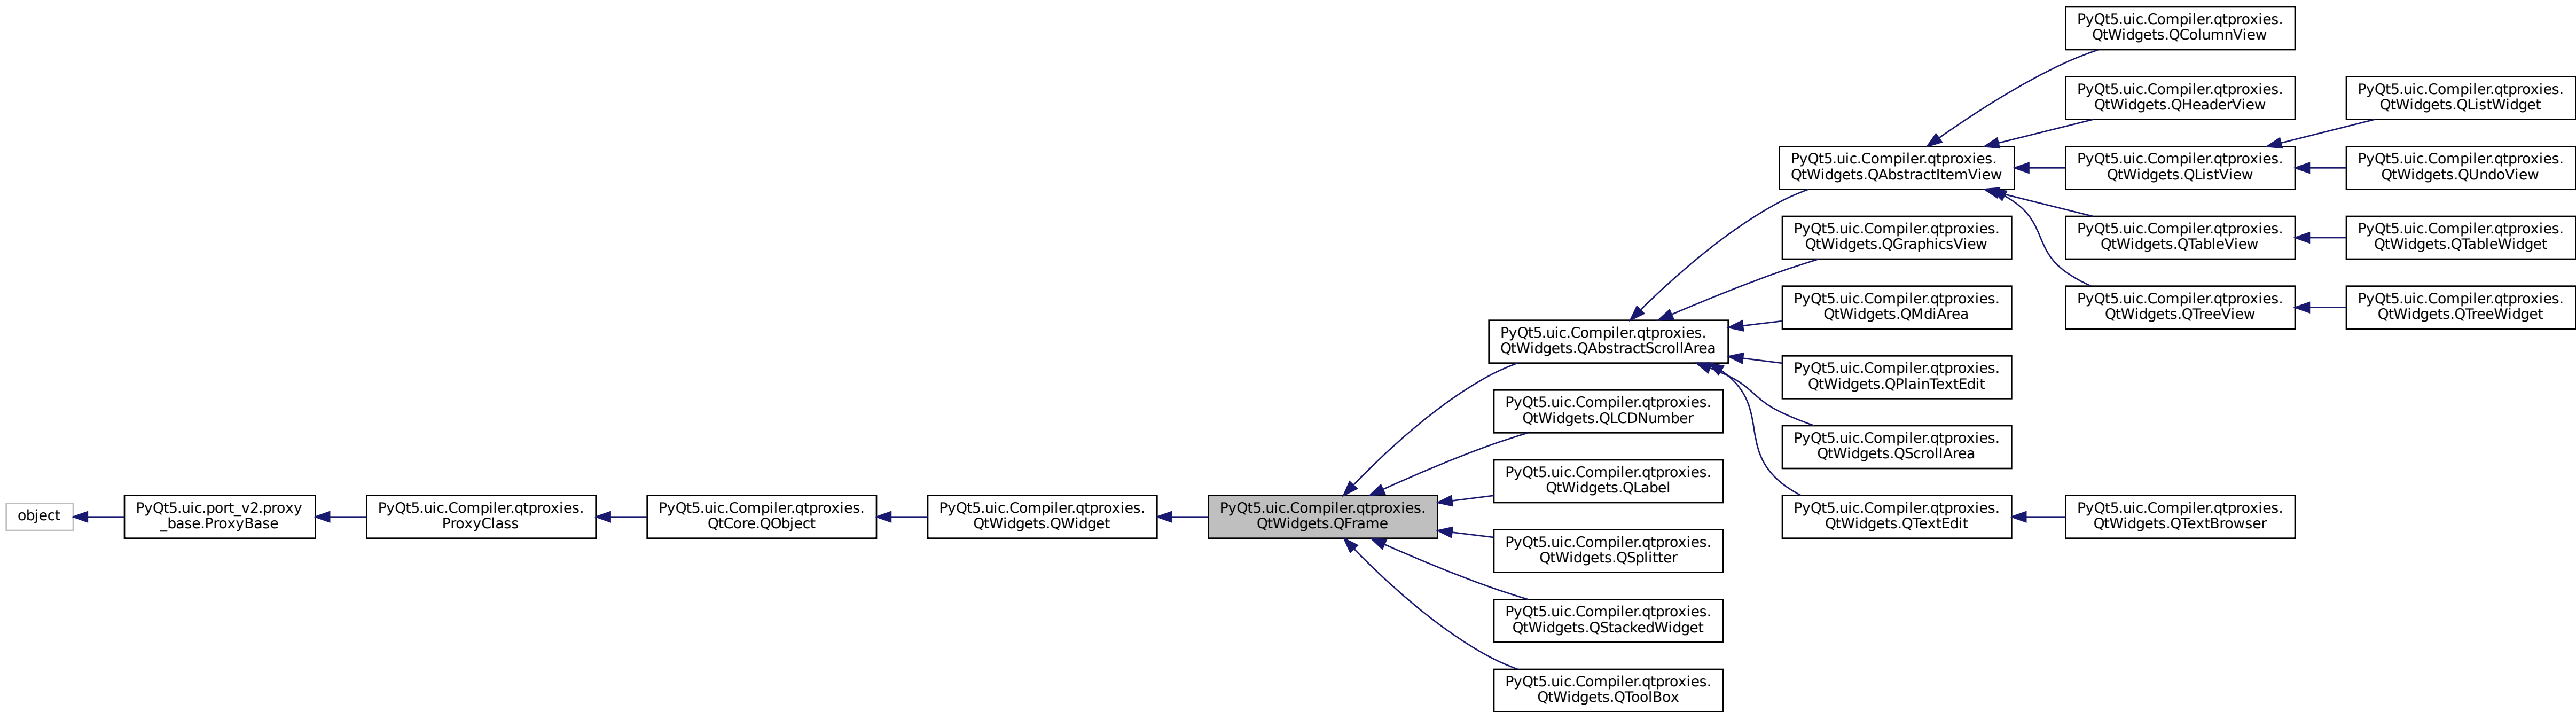 object
PyQt5.uic.port_v2.proxy
_base.ProxyBase
PyQt5.uic.Compiler.qtproxies.
ProxyClass
PyQt5.uic.Compiler.qtproxies.
QtCore.QObject
PyQt5.uic.Compiler.qtproxies.
QtWidgets.QWidget
PyQt5.uic.Compiler.qtproxies.
QtWidgets.QFrame
PyQt5.uic.Compiler.qtproxies.
QtWidgets.QAbstractScrollArea
PyQt5.uic.Compiler.qtproxies.
QtWidgets.QLCDNumber
PyQt5.uic.Compiler.qtproxies.
QtWidgets.QLabel
PyQt5.uic.Compiler.qtproxies.
QtWidgets.QSplitter
PyQt5.uic.Compiler.qtproxies.
QtWidgets.QStackedWidget
PyQt5.uic.Compiler.qtproxies.
QtWidgets.QToolBox
PyQt5.uic.Compiler.qtproxies.
QtWidgets.QAbstractItemView
PyQt5.uic.Compiler.qtproxies.
QtWidgets.QGraphicsView
PyQt5.uic.Compiler.qtproxies.
QtWidgets.QMdiArea
PyQt5.uic.Compiler.qtproxies.
QtWidgets.QPlainTextEdit
PyQt5.uic.Compiler.qtproxies.
QtWidgets.QScrollArea
PyQt5.uic.Compiler.qtproxies.
QtWidgets.QTextEdit
PyQt5.uic.Compiler.qtproxies.
QtWidgets.QColumnView
PyQt5.uic.Compiler.qtproxies.
QtWidgets.QHeaderView
PyQt5.uic.Compiler.qtproxies.
QtWidgets.QListView
PyQt5.uic.Compiler.qtproxies.
QtWidgets.QTableView
PyQt5.uic.Compiler.qtproxies.
QtWidgets.QTreeView
PyQt5.uic.Compiler.qtproxies.
QtWidgets.QTextBrowser
PyQt5.uic.Compiler.qtproxies.
QtWidgets.QListWidget
PyQt5.uic.Compiler.qtproxies.
QtWidgets.QUndoView
PyQt5.uic.Compiler.qtproxies.
QtWidgets.QTableWidget
PyQt5.uic.Compiler.qtproxies.
QtWidgets.QTreeWidget